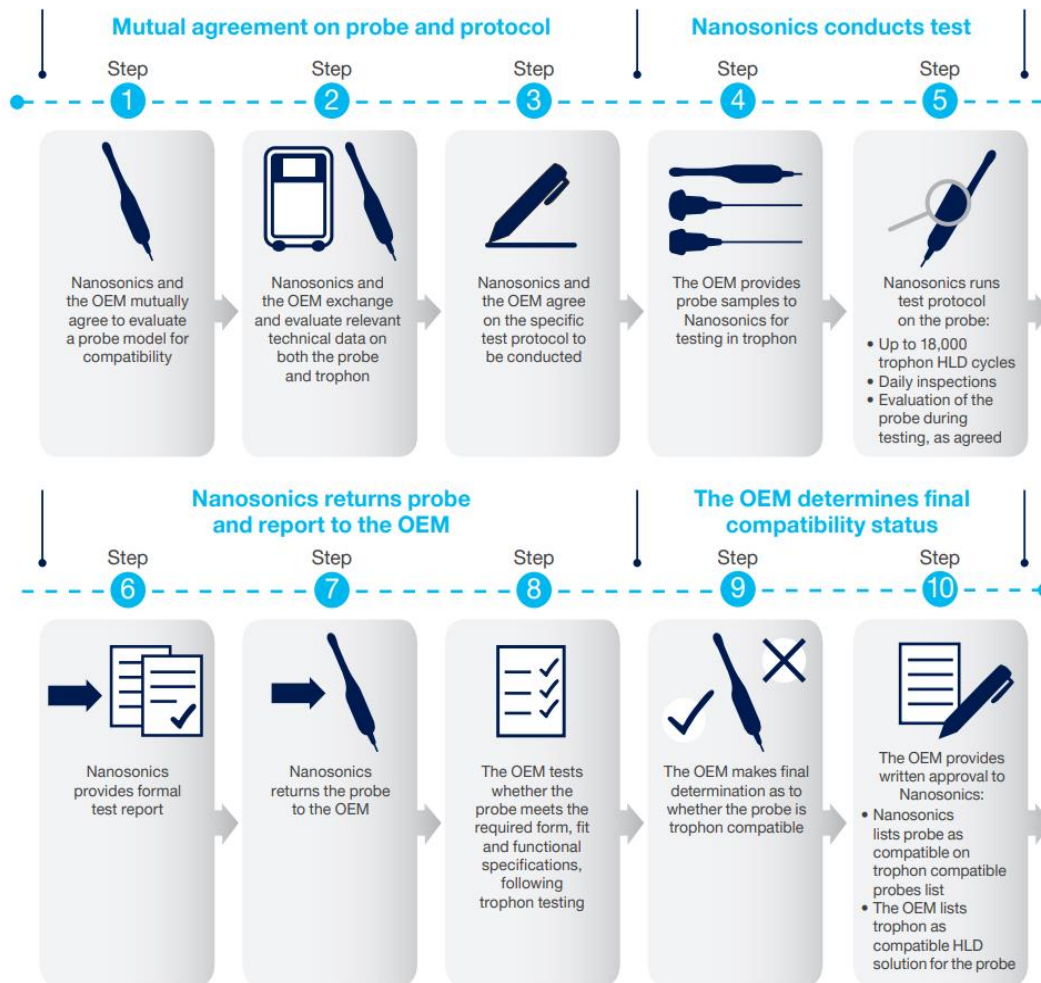 Mutual agreement on probe and protocol
Nanosonics conducts test
Step
1
Step
2
Step
3
Step
4
Step
5
Nanosonics and
the OEM mutually
agree to evaluate
a probe model for
compatibility
Nanosonics and
the OEM exchange
and evaluate relevant
technical data on
both the probe
and trophon
Nanosonics and
the OEM agree
on the specific
test protocol to
be conducted
The OEM provides
probe samples to
Nanosonics for
testing in trophon
Nanosonics runs
test protocol
on the probe:
• Up to 18,000
trophon HLD cycles
• Daily inspections
• Evaluation of the
probe during
testing, as agreed
Nanosonics returns probe
and report to the OEM
The OEM determines final
compatibility status
Step
6
Step
7
Step
8
Step
9
Step
10
Nanosonics
provides formal
test report
Nanosonics
returns the probe
to the OEM
The OEM tests
whether the
probe meets the
required form, fit
and functional
specifications,
following
trophon testing
The OEM makes final
determination as to
whether the probe is
trophon compatible
The OEM provides
written approval to
Nanosonics:
• Nanosonics
lists probe as
compatible on
trophon compatible
probes list
• The OEM lists
trophon as
compatible HLD
solution for the probe